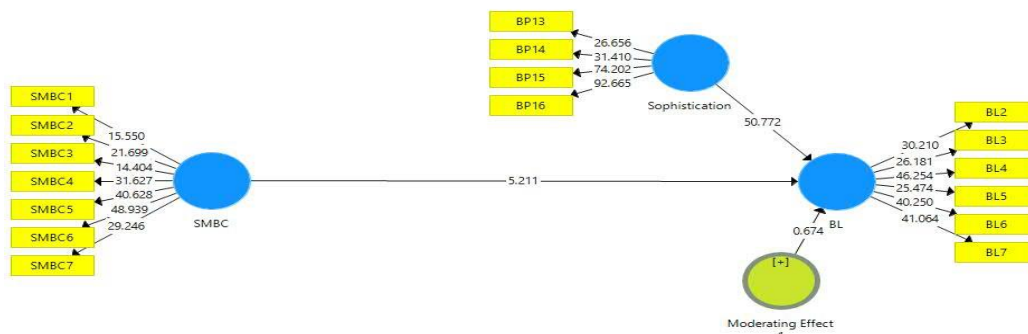 BP13
BP14
BP15
BP16
26.656
31.410
74.202
92.665
Sophistication
50.772
SMBC1
SMBC2
SMBC3
SMBC4
SMBC5
SMBC6
SMBC7
15.550
21.699
14.404
31.627
40.628
48.939
29.246
SMBC
5.211
BL
30.210
26.181
46.254
25.474
40.250
41.064
BL2
BL3
BL4
BL5
BL6
BL7
0.674
[+]
Moderating Effect